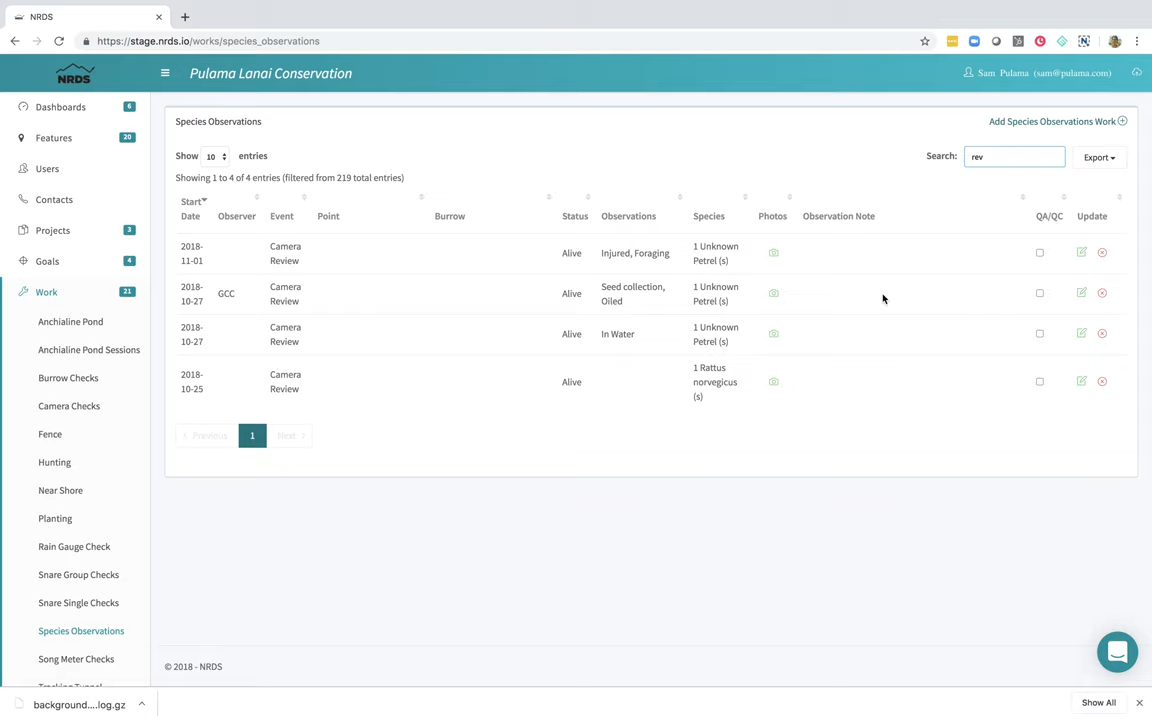 NRDS
https://stage.nrds.io/works/species_observations
NRDS
Pulama Lanai Conservation
Sam Pulama (sam@pulama.com)
Dashboards 6
Features 20
Users
Contacts
Projects 3
Goals 4
Work 21
Anchialine Pond
Anchialine Pond Sessions
Burrow Checks
Camera Checks
Fence
Hunting
Near Shore
Planting
Rain Gauge Check
Snare Group Checks
Snare Single Checks
Species Observations
Song Meter Checks
Species Observations
Add Species Observations Work
Show 10 entries
Search: rev
Export
Showing 1 to 4 of 4 entries (filtered from 219 total entries)
Start Date Observer Event Point Burrow Status Observations Species Photos Observation Note QA/QC Update
2018-11-01 Camera Review Alive Injured, Foraging 1 Unknown Petrel (s)
2018-10-27 GCC Camera Review Alive Seed collection, Oiled 1 Unknown Petrel (s)
2018-10-27 Camera Review Alive In Water 1 Unknown Petrel (s)
2018-10-25 Camera Review Alive 1 Rattus norvegicus (s)
Previous 1 Next
© 2018 - NRDS
background....log.gz
Show All